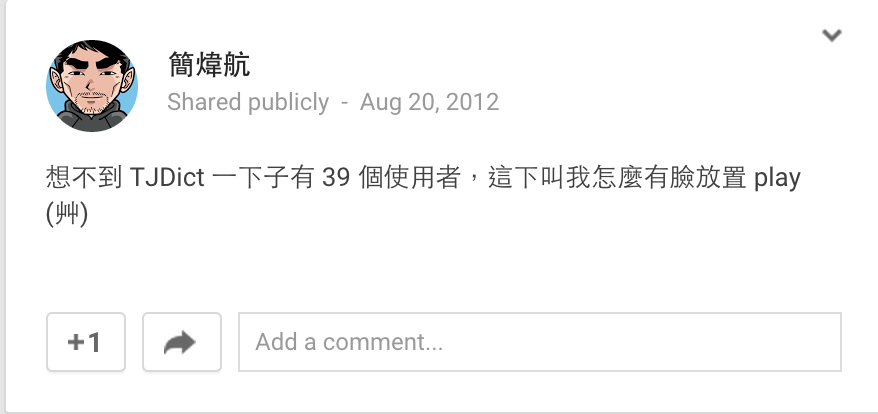 簡煒航
Shared publicly - Aug 20, 2012
想不到 TJDict 一下子有 39 個使用者，這下叫我怎麼有臉放置 play
(艸)
+1
Add a comment...